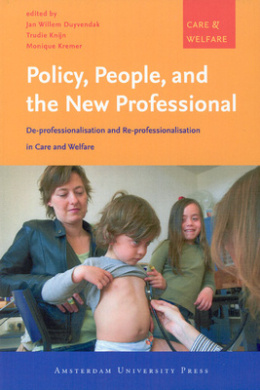 edited by
Jan Willem Duyvendak
Trudie Knijn
Monique Kremer
CARE &
WELFARE
Policy, People, and
the New Professional
De-professionalisation and Re-professionalisation
in Care and Welfare
AMSTERDAM UNIVERSITY PRESS